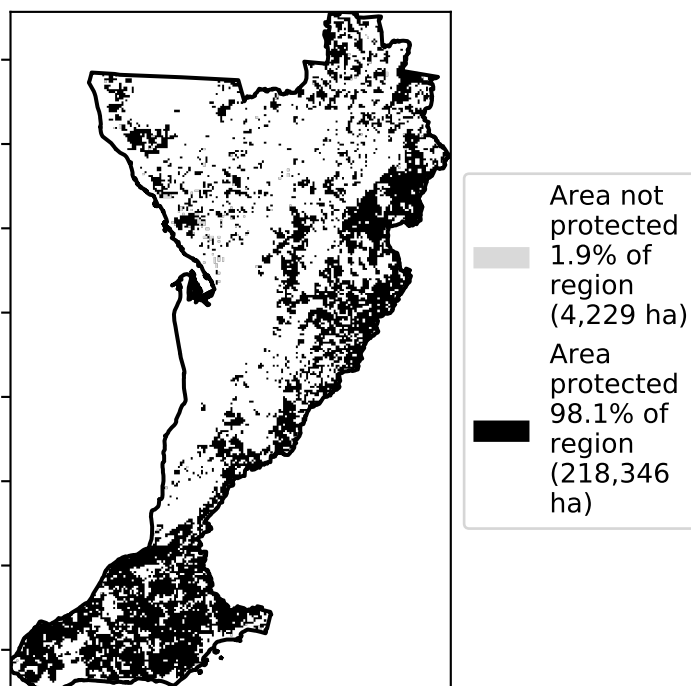 Area not
protected
1.9% of
region
(4,229 ha)
Area
protected
98.1% of
region
(218,346
ha)